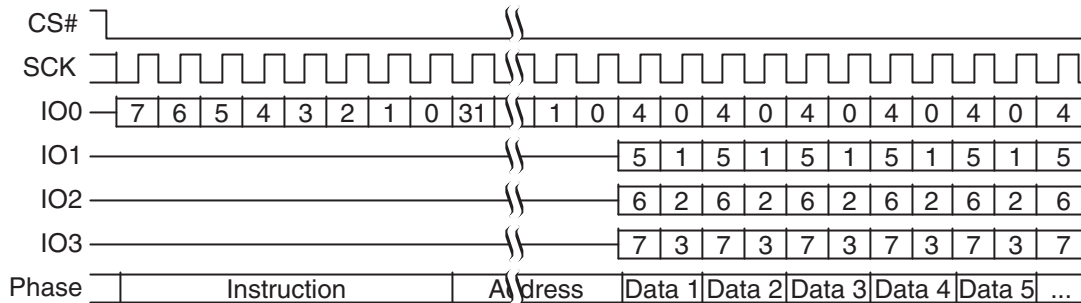 CS#
SCK
IO0 7 6 5 4 3 2 1 0 31 1 0 4 0 4 0 4 0 4 0 4 0 4
IO1 5 1 5 1 5 1 5 1 5 1 5
IO2 6 2 6 2 6 2 6 2 6 2 6
IO3 7 3 7 3 7 3 7 3 7 3 7
Phase Instruction Address Data 1 Data 2 Data 3 Data 4 Data 5 ...